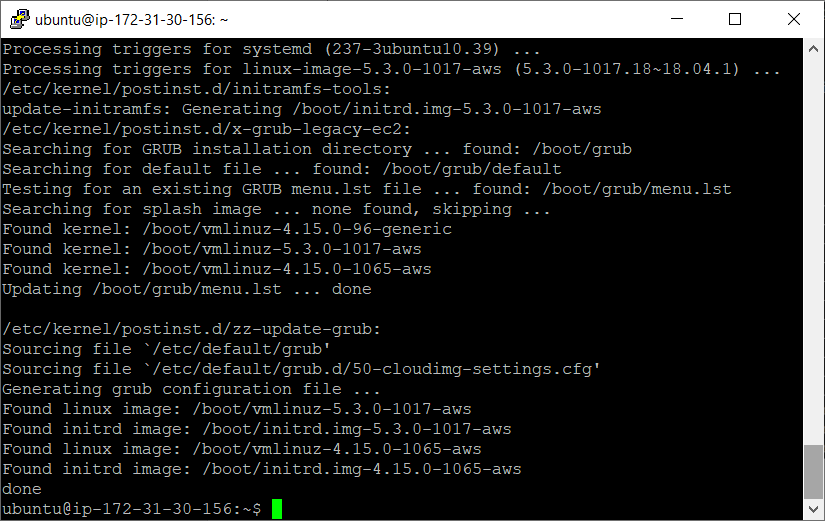 ubuntu@ip-172-31-30-156: ~
Processing triggers for systemd (237-3ubuntu10.39) ...
Processing triggers for linux-image-5.3.0-1017-aws (5.3.0-1017.18~18.04.1) ...
/etc/kernel/postinst.d/initramfs-tools:
update-initramfs: Generating /boot/initrd.img-5.3.0-1017-aws
/etc/kernel/postinst.d/x-grub-legacy-ec2:
Searching for GRUB installation directory ... found: /boot/grub
Searching for default file ... found: /boot/grub/default
Testing for an existing GRUB menu.lst file ... found: /boot/grub/menu.lst
Searching for splash image ... none found, skipping ...
Found kernel: /boot/vmlinuz-4.15.0-96-generic
Found kernel: /boot/vmlinuz-5.3.0-1017-aws
Found kernel: /boot/vmlinuz-4.15.0-1065-aws
Updating /boot/grub/menu.lst ... done
/etc/kernel/postinst.d/zz-update-grub:
Sourcing file `/etc/default/grub'
Sourcing file `/etc/default/grub.d/50-cloudimg-settings.cfg'
Generating grub configuration file ...
Found linux image: /boot/vmlinuz-5.3.0-1017-aws
Found initrd image: /boot/initrd.img-5.3.0-1017-aws
Found linux image: /boot/vmlinuz-4.15.0-1065-aws
Found initrd image: /boot/initrd.img-4.15.0-1065-aws
done
ubuntu@ip-172-31-30-156:~$